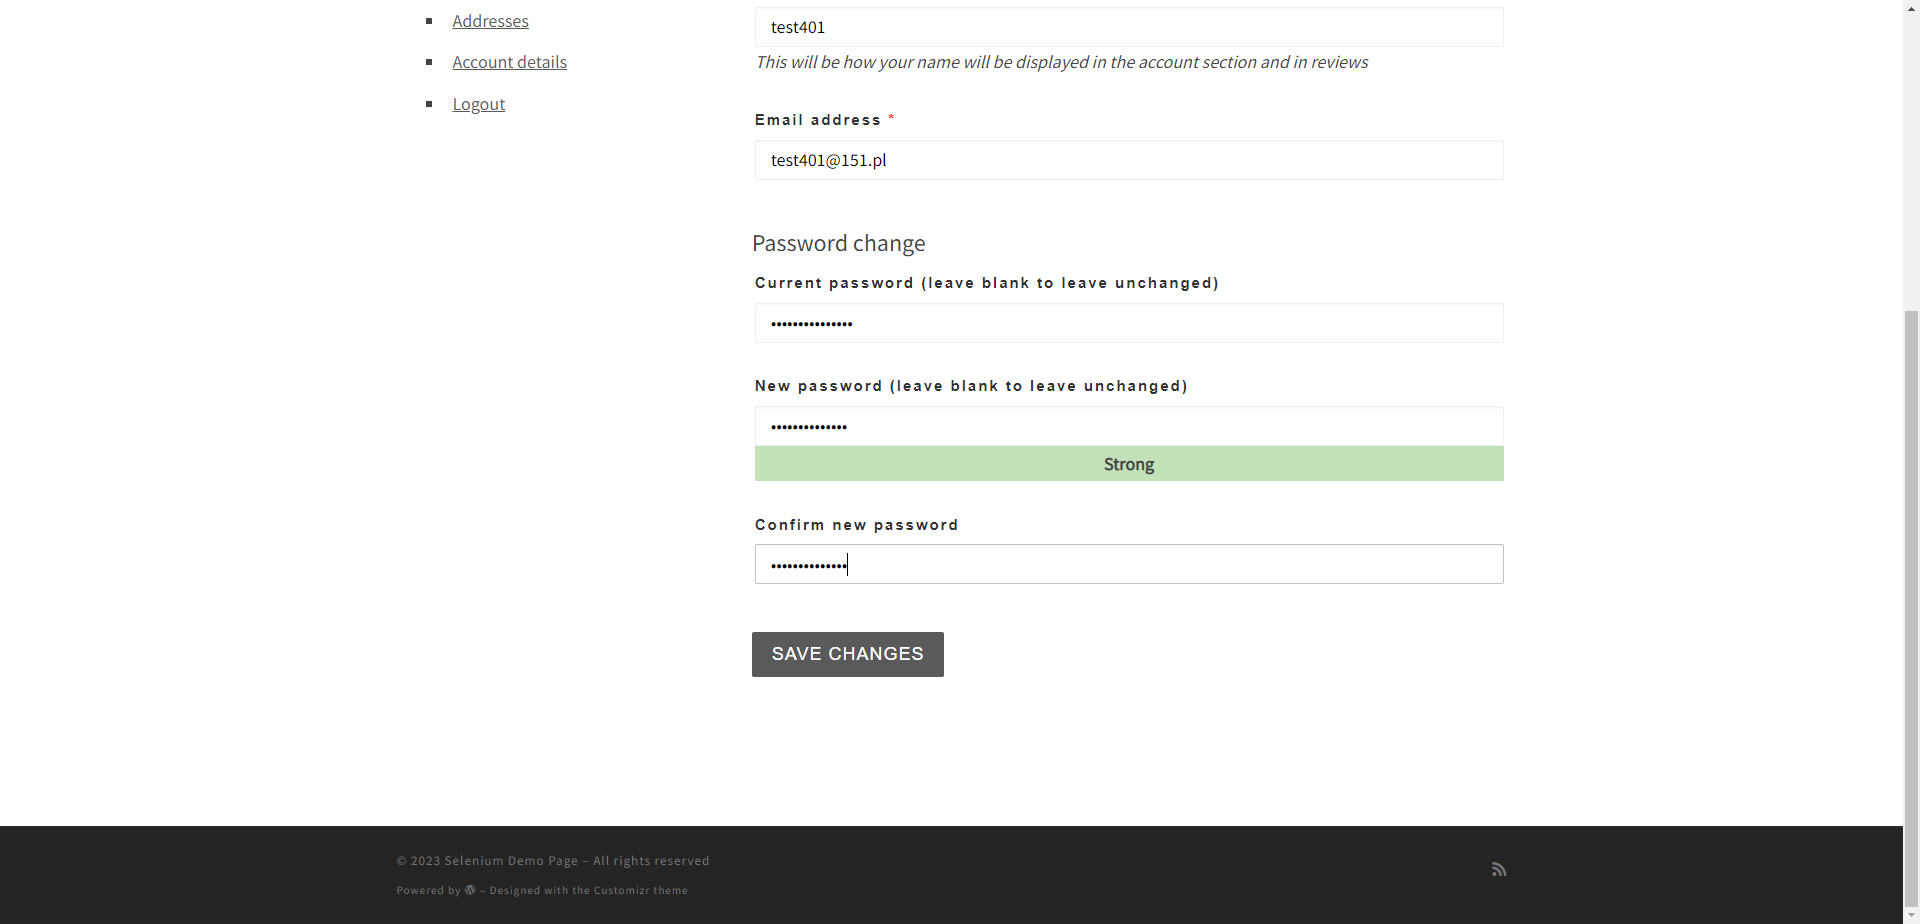 Addresses
Account details
Logout
test401
This will be how your name will be displayed in the account section and in reviews
Email address *
test401@151.pl
Password change
Current password (leave blank to leave unchanged)
•••••••••••••••
New password (leave blank to leave unchanged)
••••••••••••••
Strong
Confirm new password
••••••••••••••
SAVE CHANGES
© 2023 Selenium Demo Page – All rights reserved
Powered by – Designed with the Customizr theme